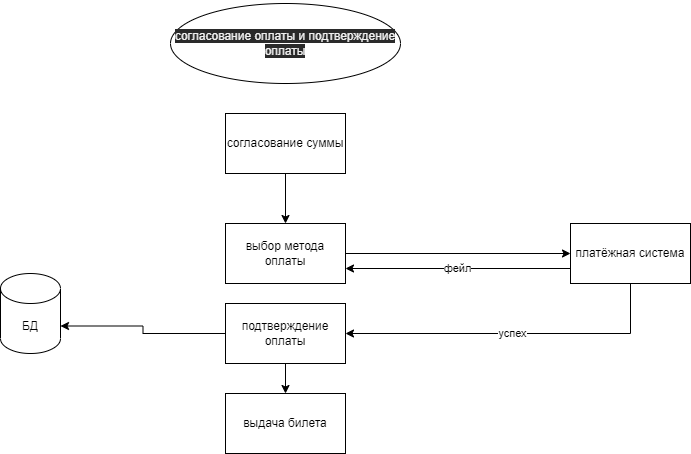 согласование оплаты и подтверждение
оплаты
согласование суммы
выбор метода
оплаты
платёжная система
фейл
БД
подтверждение
оплаты
успех
выдача билета